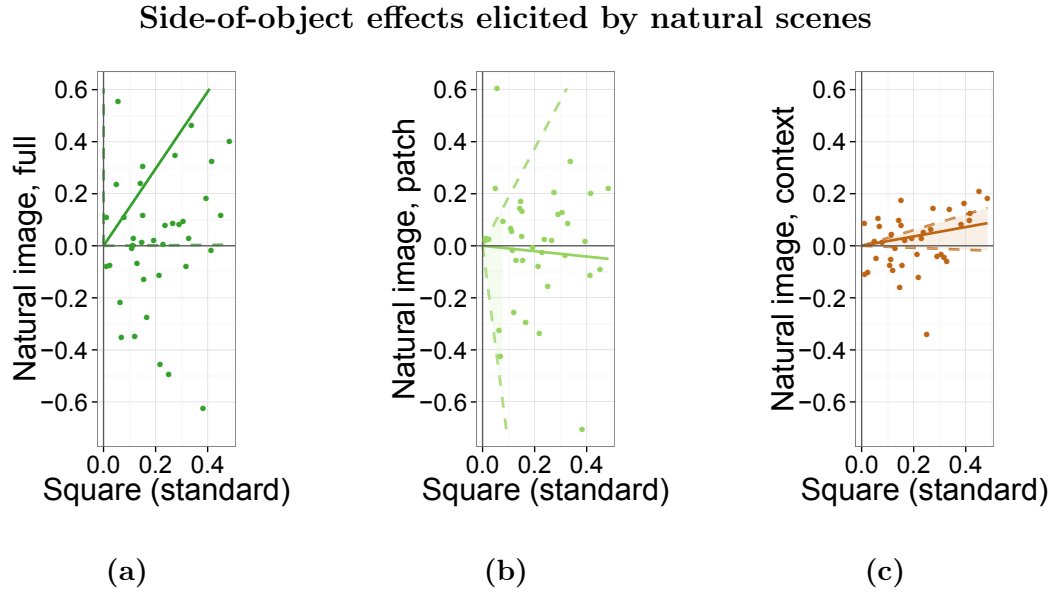 Side-of-object effects elicited by natural scenes
Natural image, full
0.6
0.4
0.2
0.0
−0.2
−0.4
−0.6
0.0 0.2 0.4
Square (standard)
(a)
Natural image, patch
0.6
0.4
0.2
0.0
−0.2
−0.4
−0.6
0.0 0.2 0.4
Square (standard)
(b)
Natural image, context
0.6
0.4
0.2
0.0
−0.2
−0.4
−0.6
0.0 0.2 0.4
Square (standard)
(c)